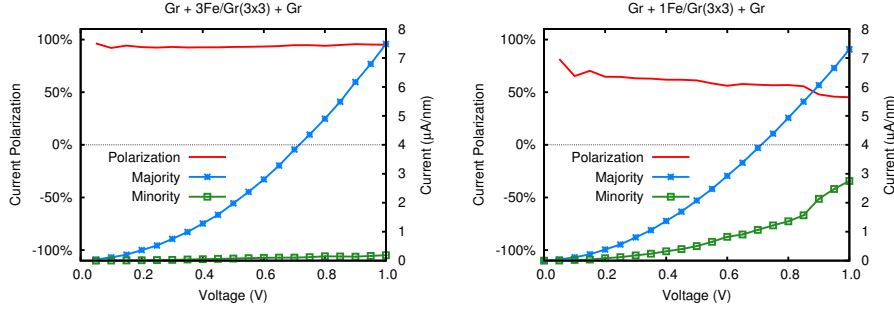 Gr + 3Fe/Gr(3x3) + Gr
100%
50%
0%
-50%
-100%
Current Polarization
8
7
6
5
4
3
2
1
0
Current (μA/nm)
Polarization
Majority
Minority
0.0 0.2 0.4 0.6 0.8 1.0
Voltage (V)
Gr + 1Fe/Gr(3x3) + Gr
100%
50%
0%
-50%
-100%
Current Polarization
8
7
6
5
4
3
2
1
0
Current (μA/nm)
Polarization
Majority
Minority
0.0 0.2 0.4 0.6 0.8 1.0
Voltage (V)